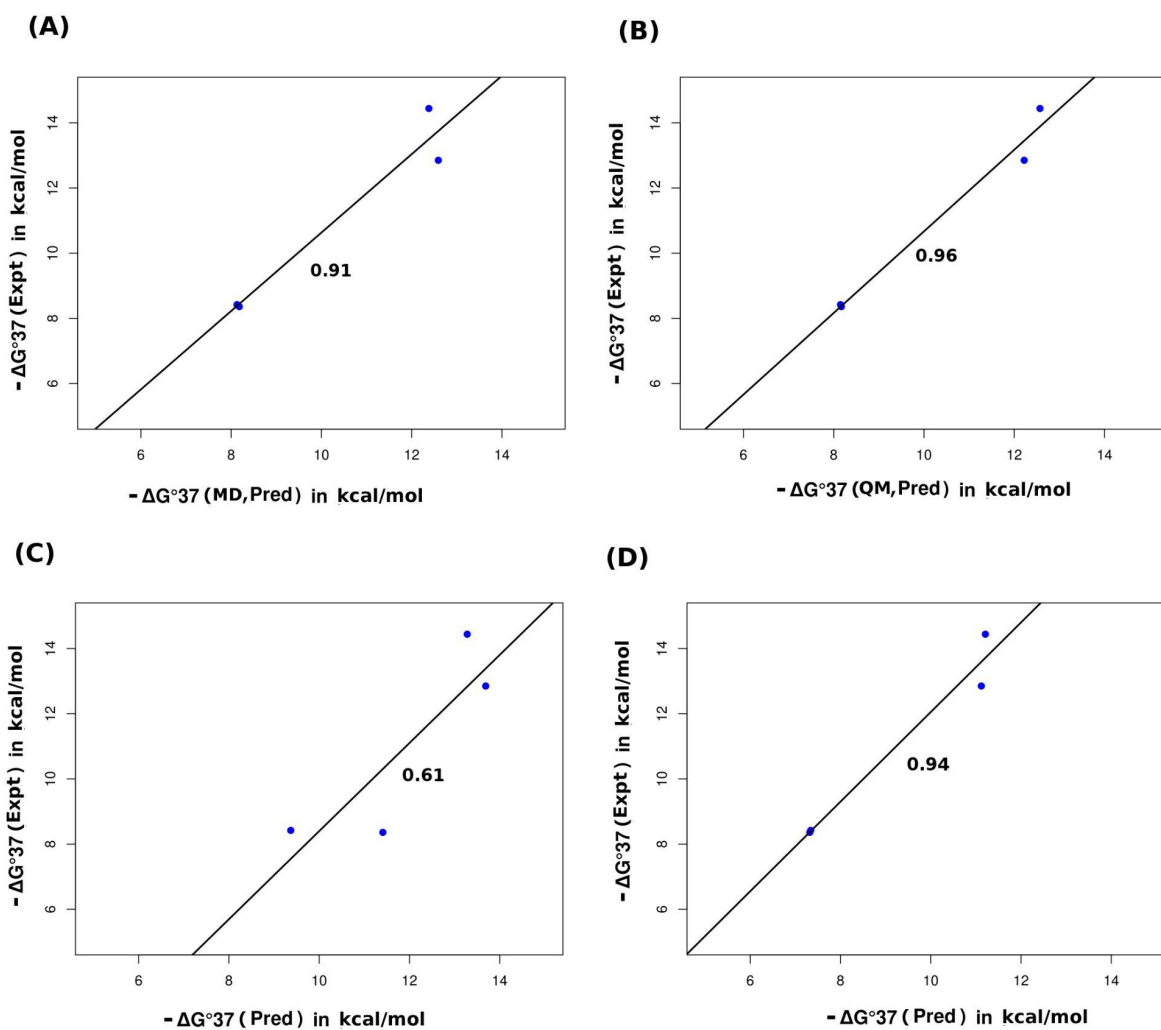 (A)
- ΔG°37 (Expt) in kcal/mol
14
12
10
8
6
0.91
6 8 10 12 14
- ΔG°37 (MD,Pred) in kcal/mol
(B)
- ΔG°37 (Expt) in kcal/mol
14
12
10
8
6
0.96
6 8 10 12 14
- ΔG°37 (QM,Pred) in kcal/mol
(C)
- ΔG°37 (Expt) in kcal/mol
14
12
10
8
6
0.61
6 8 10 12 14
- ΔG°37 (Pred) in kcal/mol
(D)
- ΔG°37 (Expt) in kcal/mol
14
12
10
8
6
0.94
6 8 10 12 14
- ΔG°37 (Pred) in kcal/mol